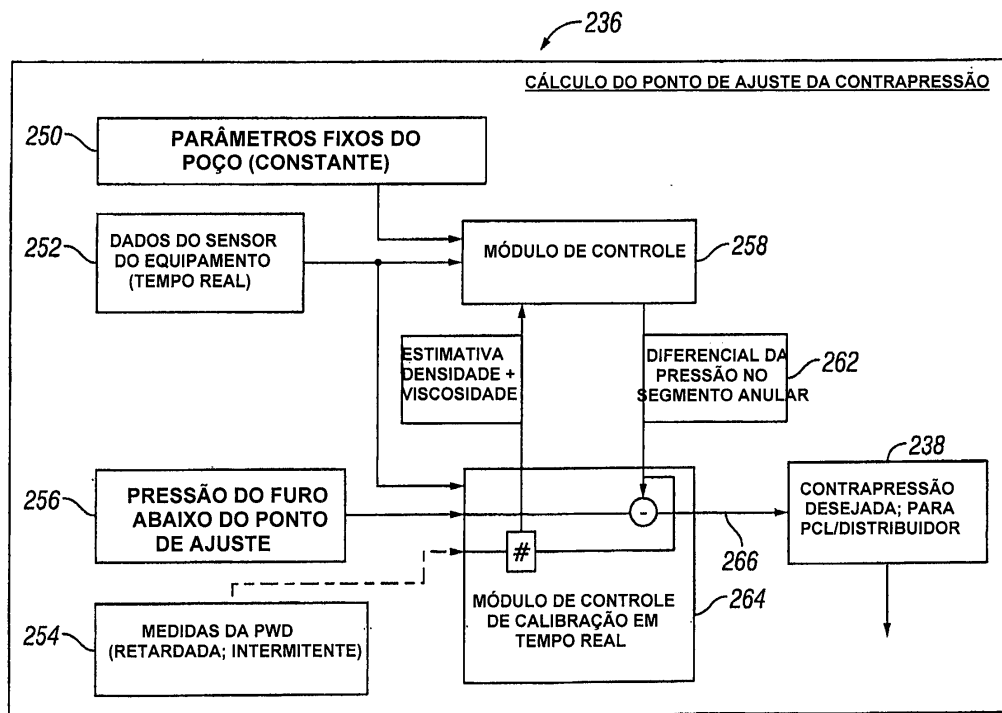 236
CÁLCULO DO PONTO DE AJUSTE DA CONTRAPRESSÃO
250
PARÂMETROS FIXOS DO
POÇO (CONSTANTE)
252
DADOS DO SENSOR
DO EQUIPAMENTO
(TEMPO REAL)
MÓDULO DE CONTROLE
258
ESTIMATIVA
DENSIDADE +
VISCOSIDADE
DIFERENCIAL DA
PRESSÃO NO
SEGMENTO ANULAR
262
256
PRESSÃO DO FURO
ABAIXO DO PONTO
DE AJUSTE
-
#
266
238
CONTRAPRESSÃO
DESEJADA; PARA
PCL/DISTRIBUIDOR
254
MEDIDAS DA PWD
(RETARDADA; INTERMITENTE)
MÓDULO DE CONTROLE
DE CALIBRAÇÃO EM
TEMPO REAL
264